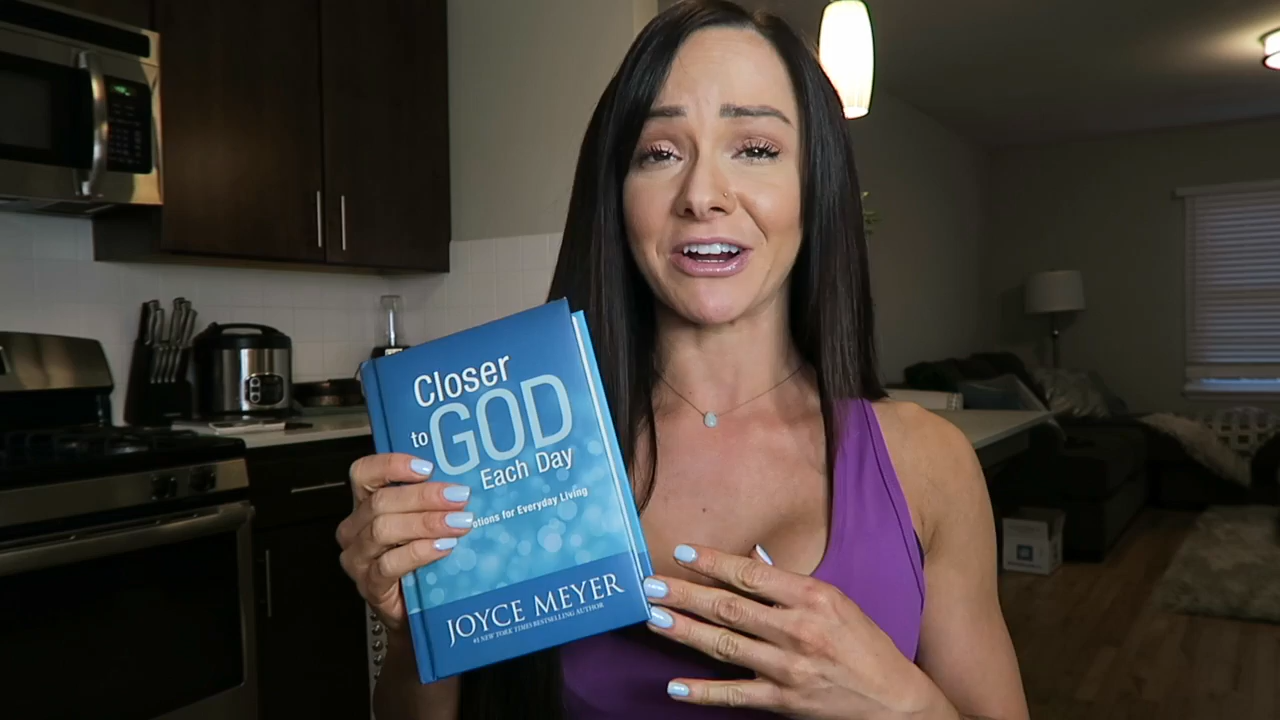 Closer
to GOD
Each Day
otions for Everyday Living
JOYCE MEYER
#1 NEW YORK TIMES BESTSELLING AUTHOR